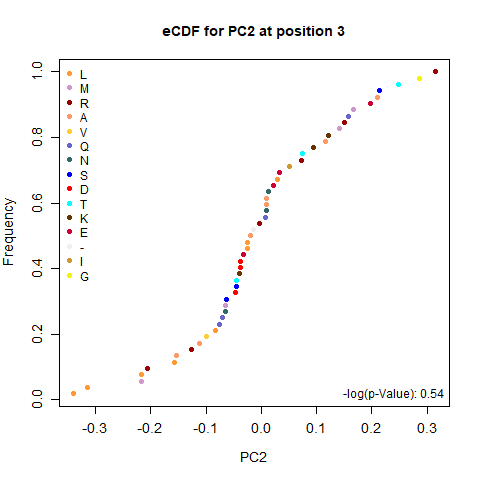 eCDF for PC2 at position 3
Frequency
1.0
0.8
0.6
0.4
0.2
0.0
L
M
R
A
V
Q
N
S
D
T
K
E
-
I
G
-log(p-Value): 0.54
-0.3 -0.2 -0.1 0.0 0.1 0.2 0.3
PC2